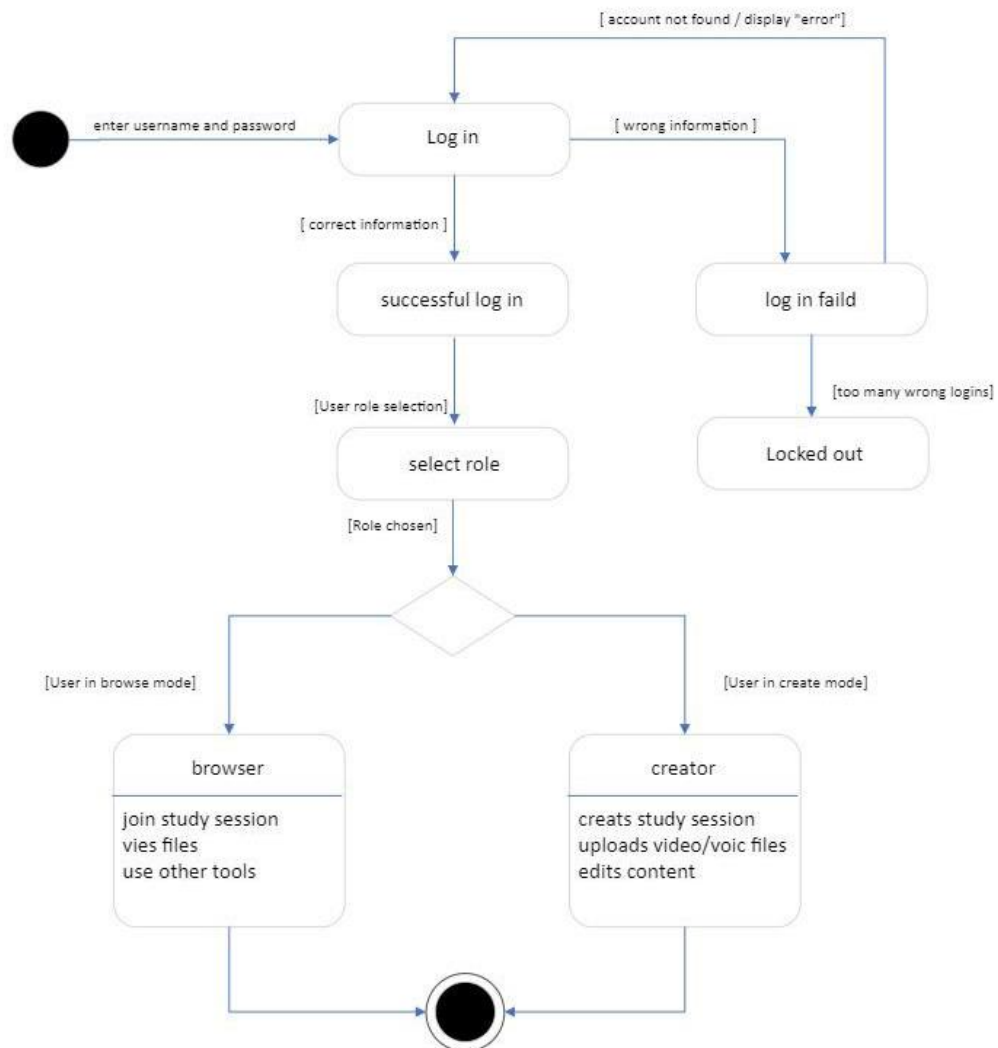 [ account not found / display "error"]
enter username and password
Log in
[ wrong information ]
[ correct information ]
successful log in
log in faild
[too many wrong logins]
[User role selection]
select role
Locked out
[Role chosen]
[User in browse mode]
[User in create mode]
browser
join study session
vies files
use other tools
creator
creats study session
uploads video/voic files
edits content